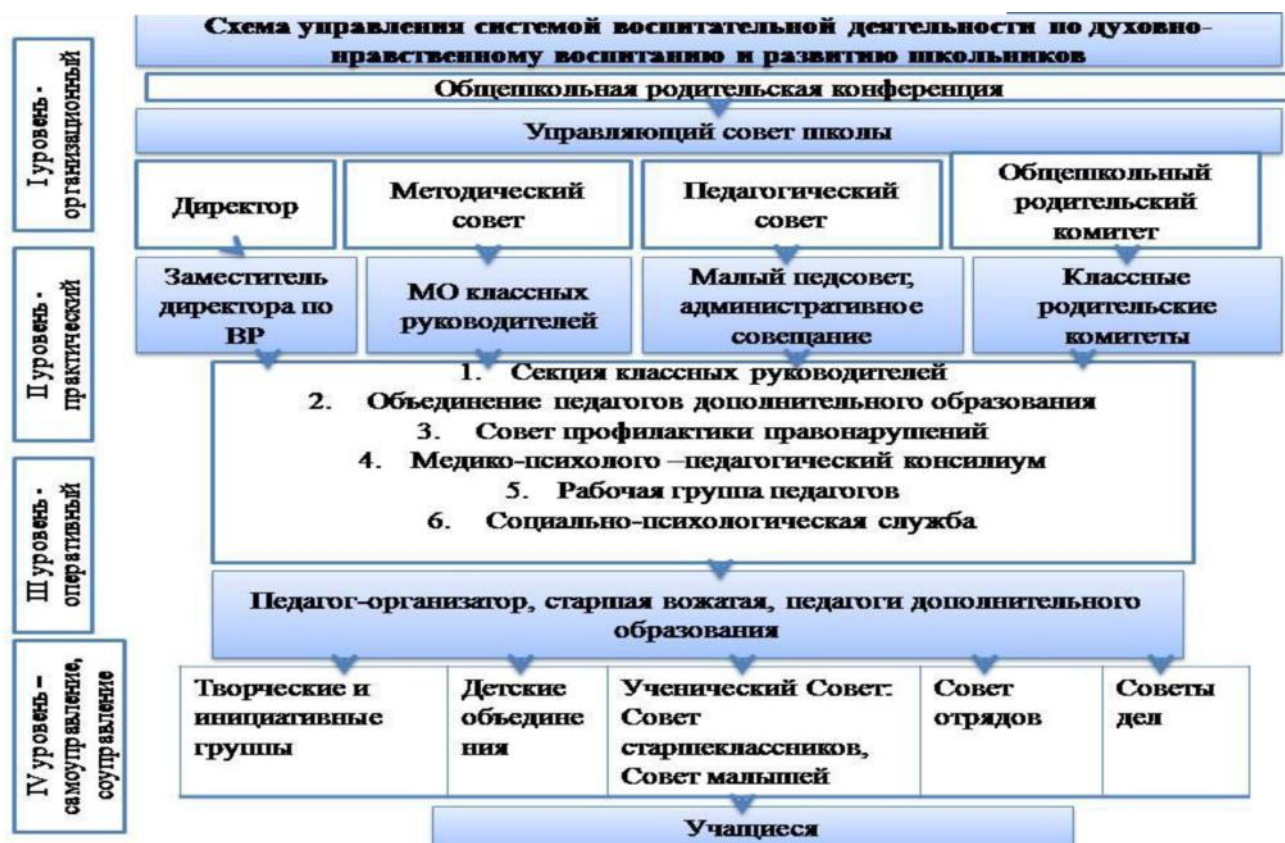 Схема управления системой воспитательной деятельности по духовно-
нравственному воспитанию и развитию школьников
Общешкольная родительская конференция
Управляющий совет школы
I уровень -
организационный
Директор
Методический
совет
Педагогический
совет
Общешкольный
родительский
комитет
II уровень -
практический
Заместитель
директора по
ВР
МО классных
руководителей
Малый педсовет,
административное
совещание
Классные
родительские
комитеты
1. Секция классных руководителей
2. Объединение педагогов дополнительного образования
3. Совет профилактики правонарушений
4. Медико-психолого –педагогический консилиум
5. Рабочая группа педагогов
6. Социально-психологическая служба
III уровень -
оперативный
Педагог-организатор, старшая вожатая, педагоги дополнительного
образования
IV уровень –
самоуправление,
соуправление
Творческие и
инициативные
группы
Детские
объедине
ния
Ученический Совет:
Совет
старшеклассников,
Совет малышей
Совет
отрядов
Советы
дел
Учащиеся